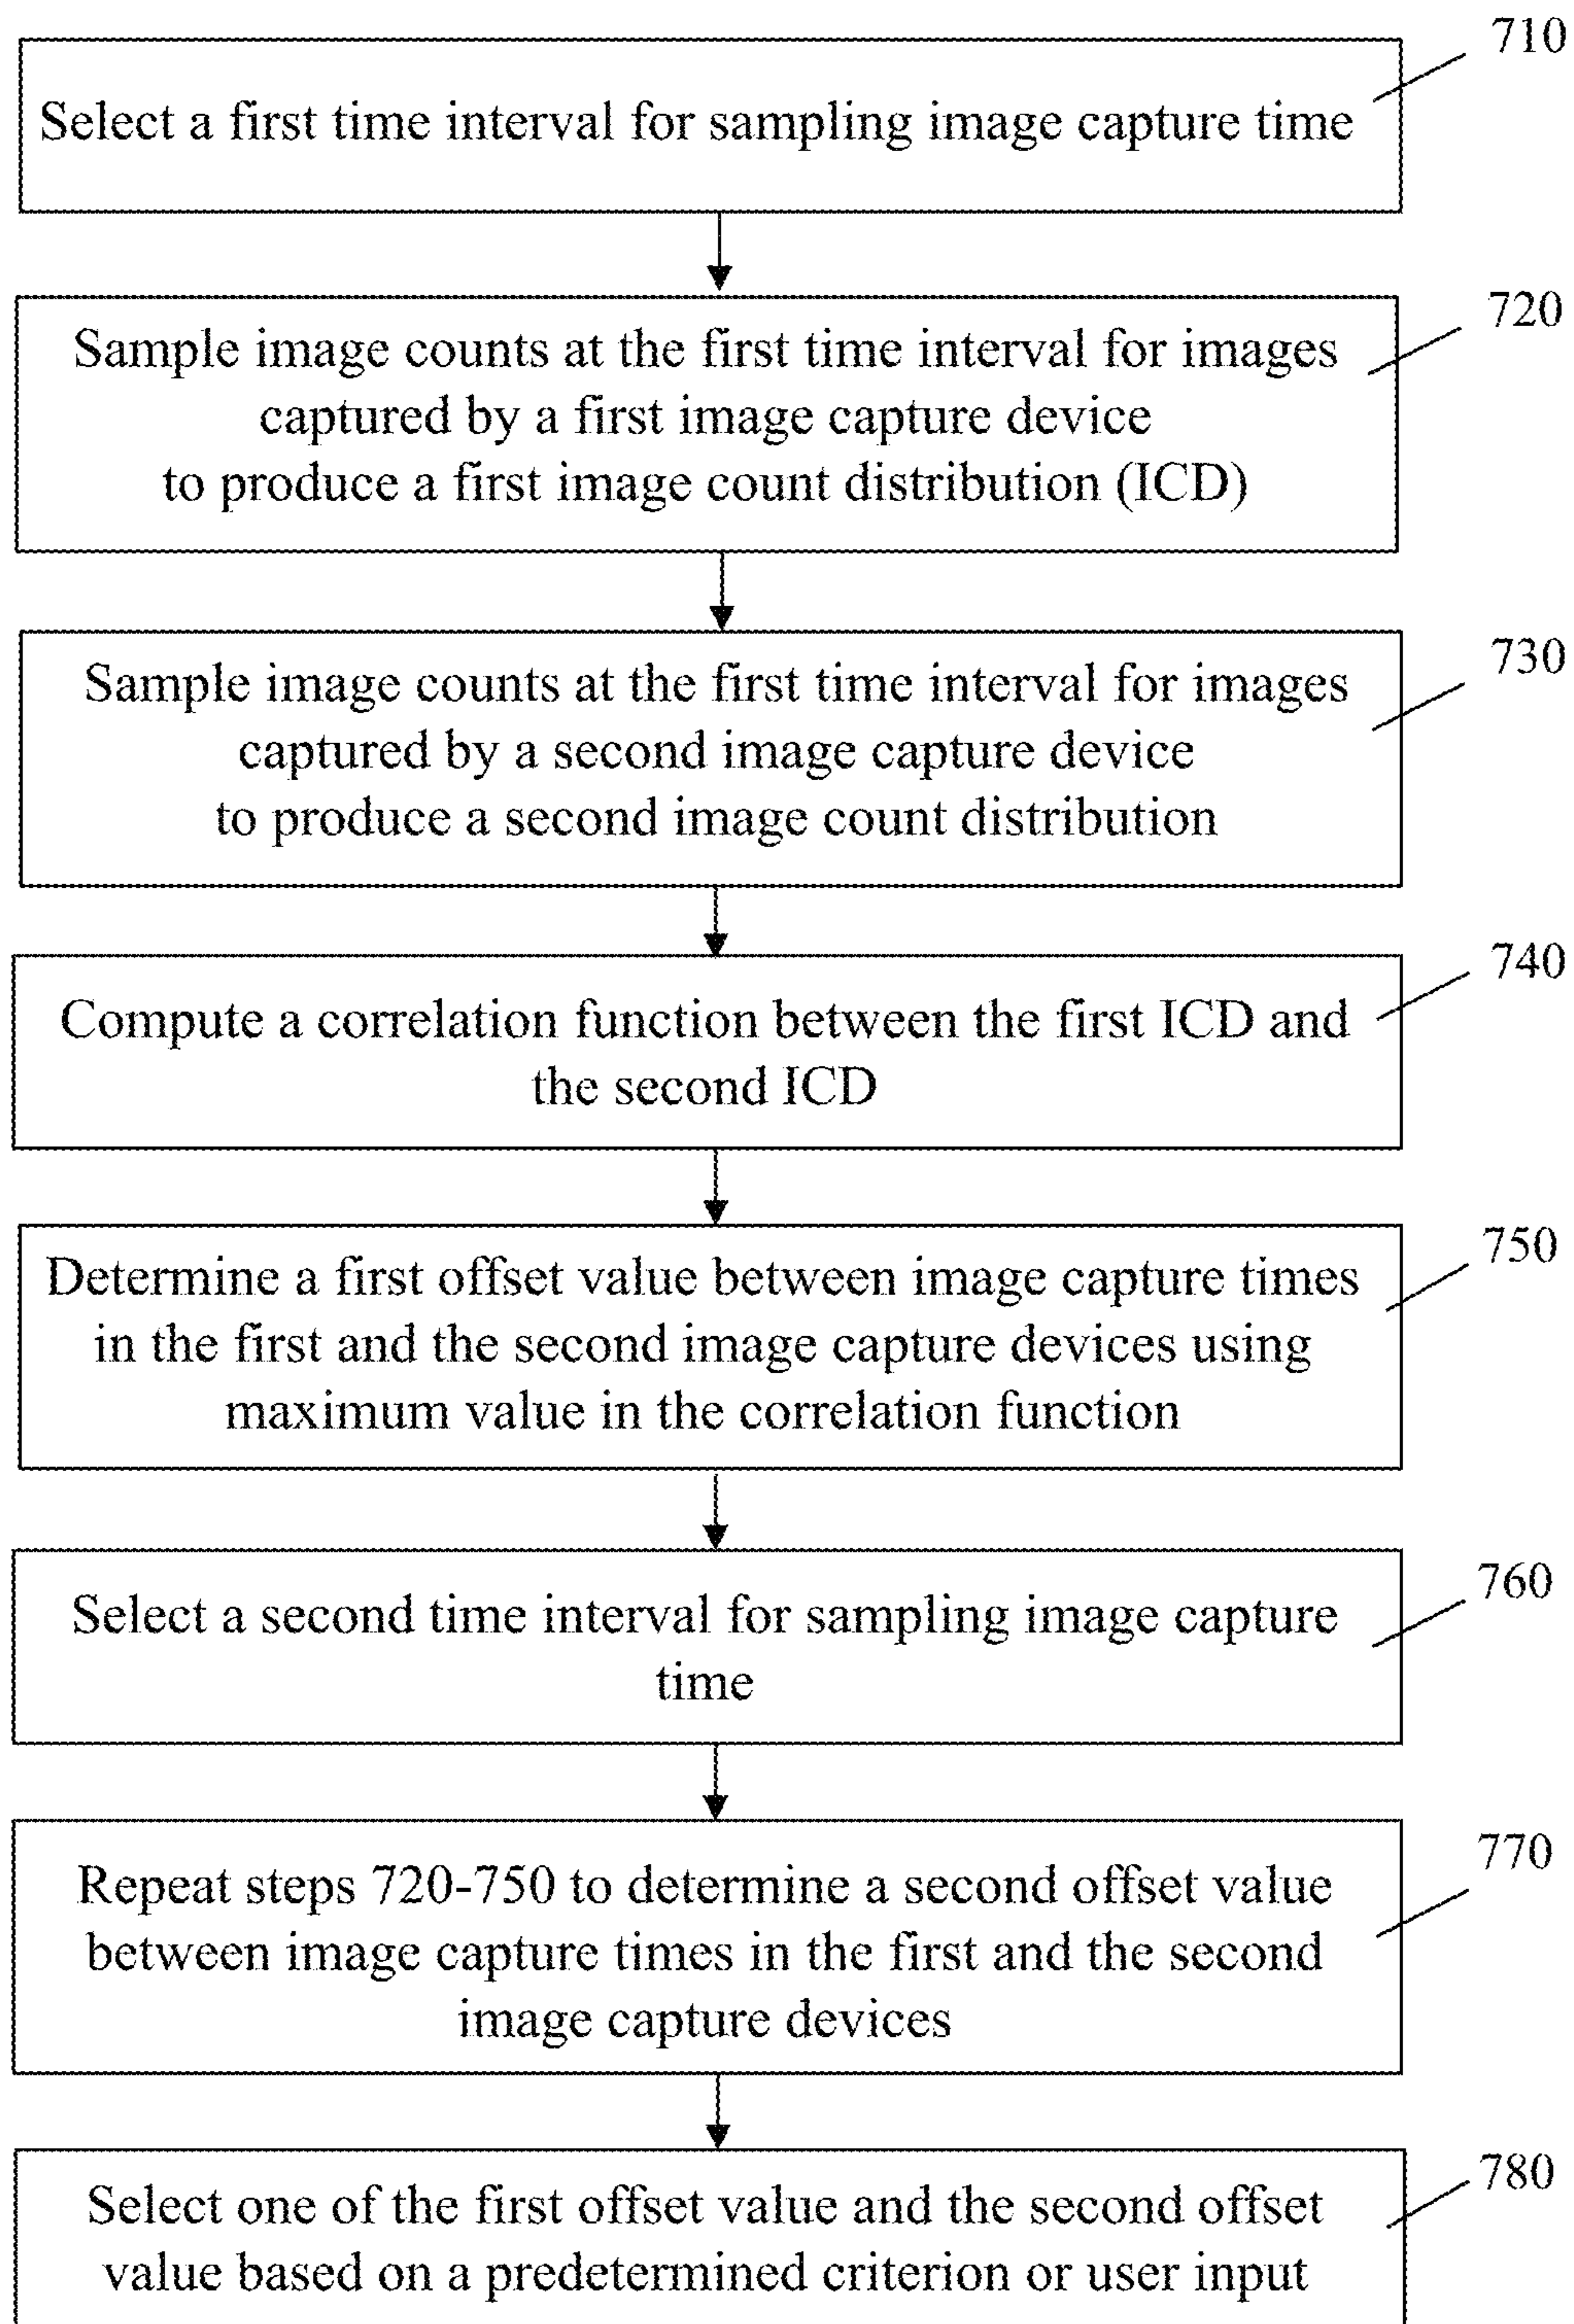 710
Select a first time interval for sampling image capture time
720
Sample image counts at the first time interval for images
captured by a first image capture device
to produce a first image count distribution (ICD)
730
Sample image counts at the first time interval for images
captured by a second image capture device
to produce a second image count distribution
740
Compute a correlation function between the first ICD and
the second ICD
750
Determine a first offset value between image capture times
in the first and the second image capture devices using
maximum value in the correlation function
760
Select a second time interval for sampling image capture
time
770
Repeat steps 720-750 to determine a second offset value
between image capture times in the first and the second
image capture devices
780
Select one of the first offset value and the second offset
value based on a predetermined criterion or user input